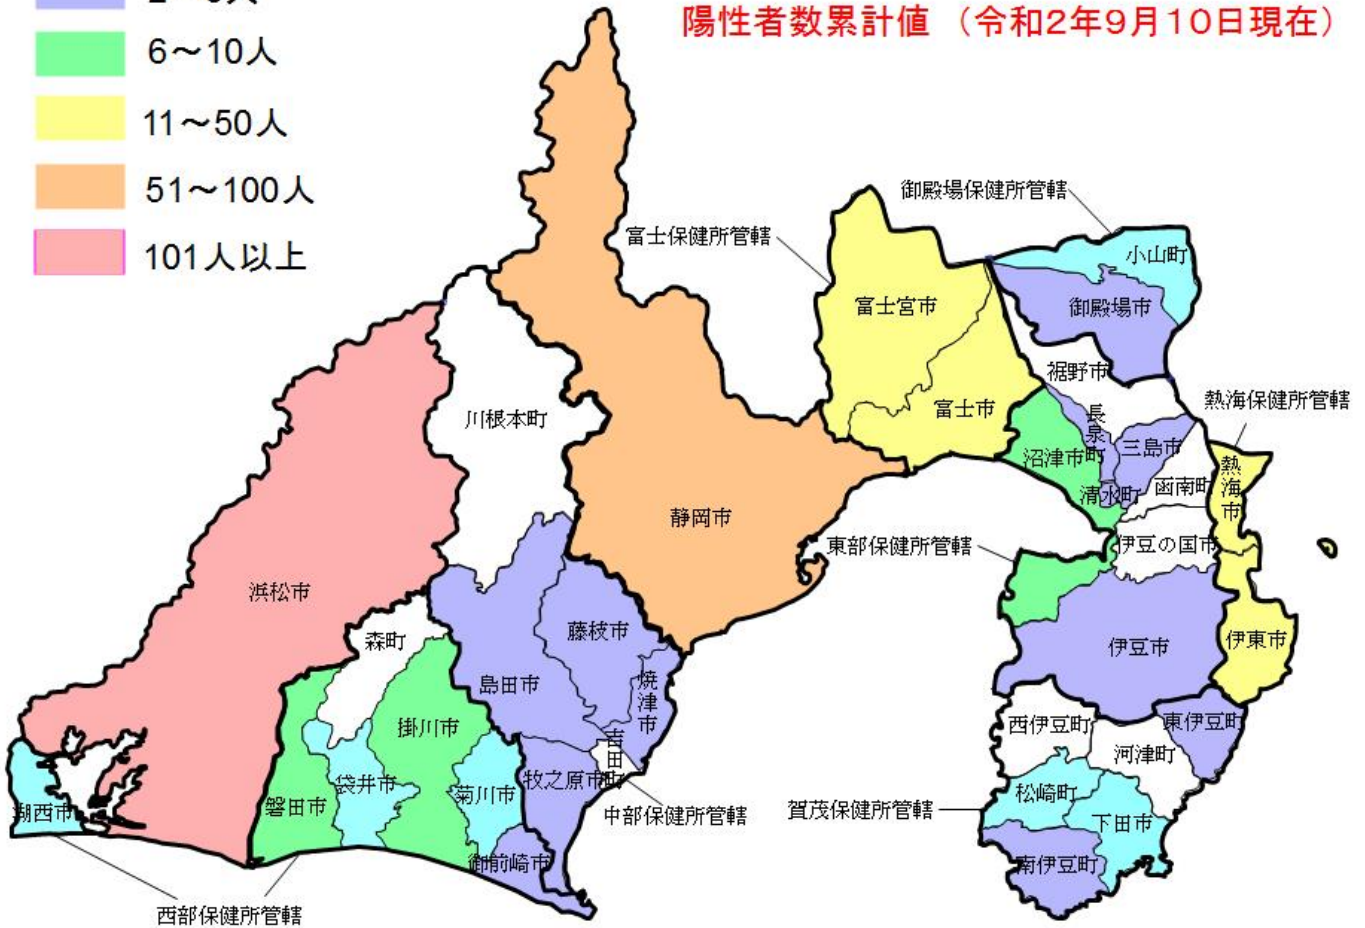 陽性者数累計値 （令和2年9月10日現在）
6～10人
11～50人
51～100人
101人以上
御殿場保健所管轄
富士保健所管轄
小山町
富士宮市
御殿場市
裾野市
熱海保健所管轄
川根本町
富士市
長泉町
三島市
沼津市
熱海市
清水町
函南町
静岡市
東部保健所管轄
伊豆の国市
浜松市
森町
藤枝市
伊豆市
伊東市
島田市
焼津市
掛川市
西伊豆町
東伊豆町
河津町
吉田町
牧之原市
袋井市
菊川市
磐田市
湖西市
松崎町
賀茂保健所管轄
中部保健所管轄
下田市
御前崎市
南伊豆町
西部保健所管轄